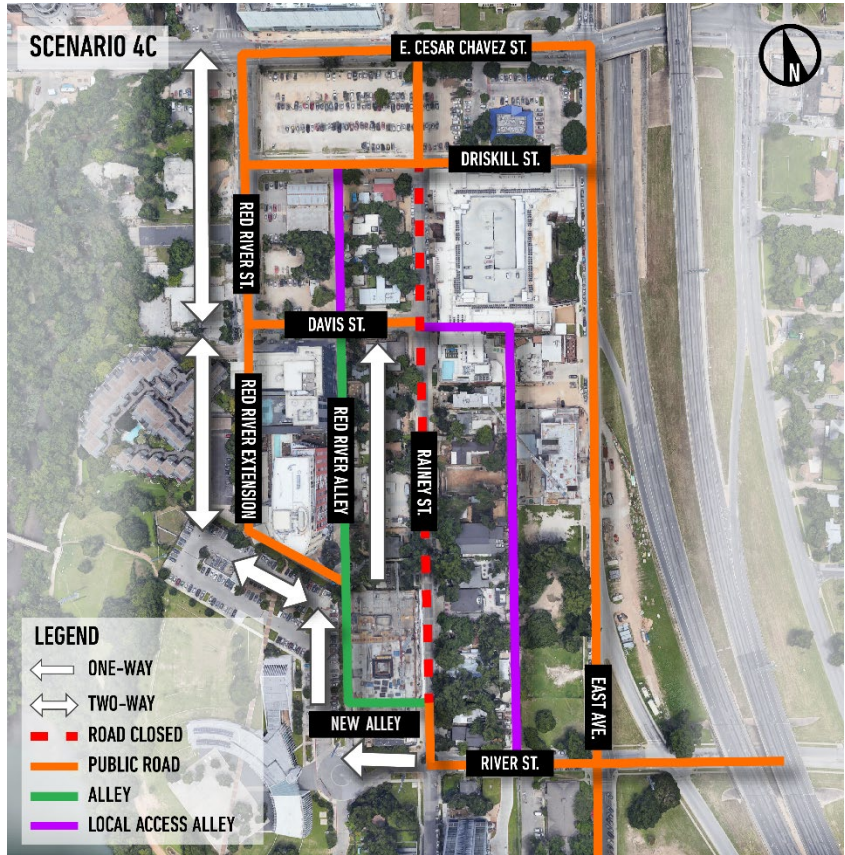 SCENARIO 4C
E. CESAR CHAVEZ ST.
N
DRISKILL ST.
RED RIVER ST.
DAVIS ST.
RED RIVER EXTENSION
RED RIVER ALLEY
RAINEY ST.
EAST AVE.
NEW ALLEY
RIVER ST.
LEGEND
ONE-WAY
TWO-WAY
ROAD CLOSED
PUBLIC ROAD
ALLEY
LOCAL ACCESS ALLEY